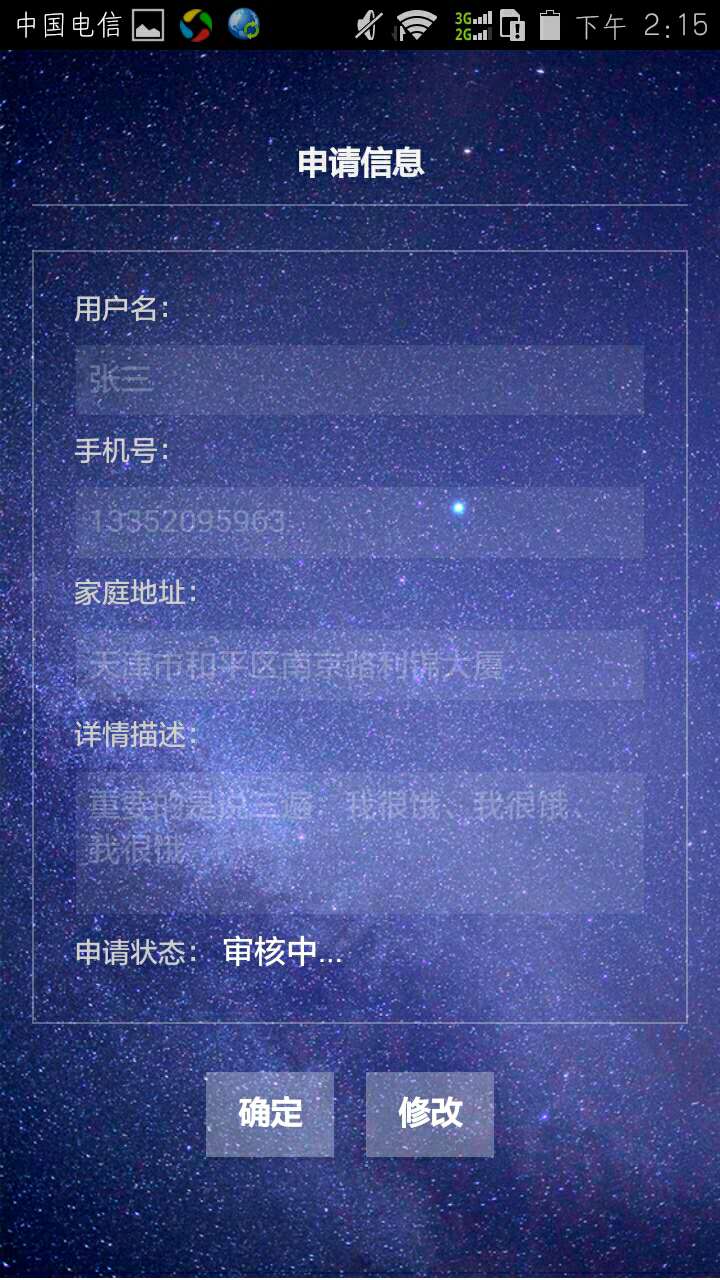 中国电信 3G 2G 下午 2:15
申请信息
用户名：
张三
手机号：
13352095963
家庭地址：
天津市和平区南京路利锦大厦
详情描述：
重要的是说三遍，我很饿、我很饿、
我很饿
申请状态： 审核中...
确定 修改